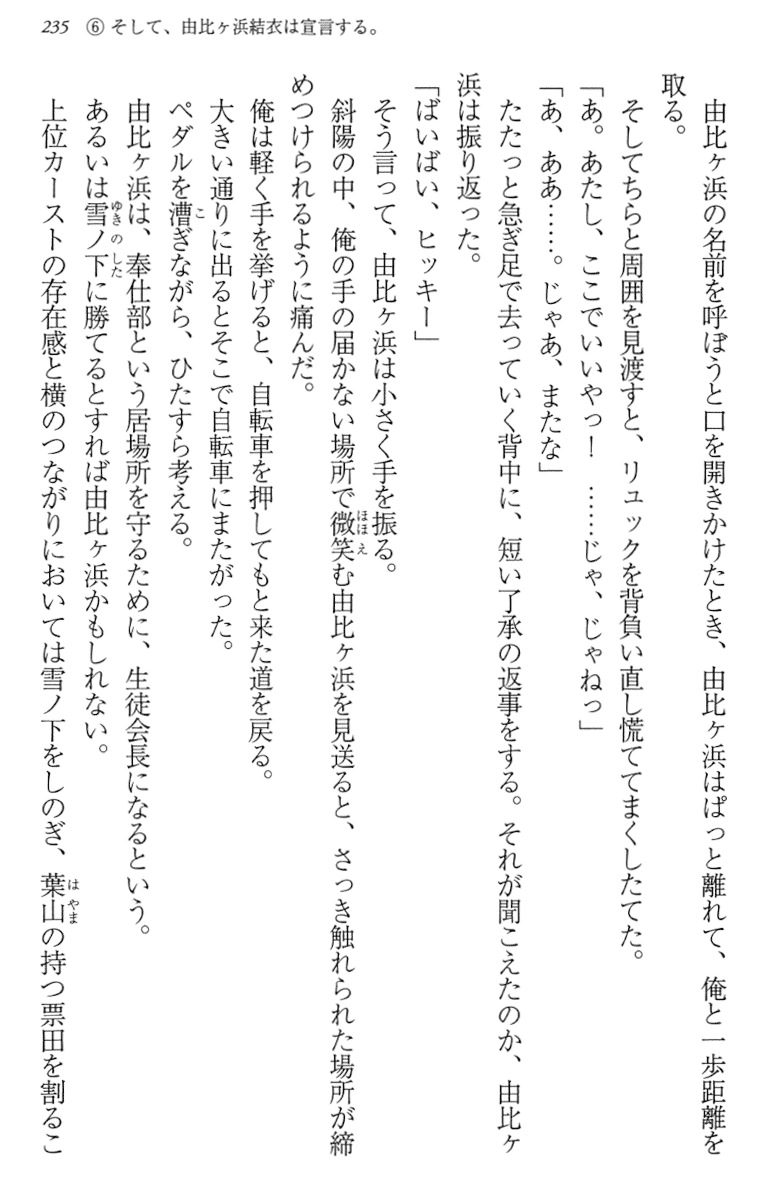 235 ⑥ そして、由比ヶ浜結衣は宣言する。
　由比ヶ浜の名前を呼ぼうと口を開きかけたとき、由比ヶ浜はぱっと離れて、俺と一歩距離を
取る。
　そしてちらと周囲を見渡すと、リュックを背負い直し慌ててまくしたてた。
「あ。あたし、ここでいいやっ！　……じゃ、じゃねっ」
「あ、ああ……。じゃあ、またな」
　たたっと急ぎ足で去っていく背中に、短い了承の返事をする。それが聞こえたのか、由比ヶ
浜は振り返った。
「ばいばい、ヒッキー」
　そう言って、由比ヶ浜は小さく手を振る。
　斜陽の中、俺の手の届かない場所で微笑む由比ヶ浜を見送ると、さっき触れられた場所が締
めつけられるように痛んだ。
　俺は軽く手を挙げると、自転車を押してもと来た道を戻る。
　大きい通りに出るとそこで自転車にまたがった。
　ペダルを漕ぎながら、ひたすら考える。
　由比ヶ浜は、奉仕部という居場所を守るために、生徒会長になるという。
　あるいは雪ノ下に勝てるとすれば由比ヶ浜かもしれない。
　上位カーストの存在感と横のつながりにおいては雪ノ下をしのぎ、葉山の持つ票田を割るこ